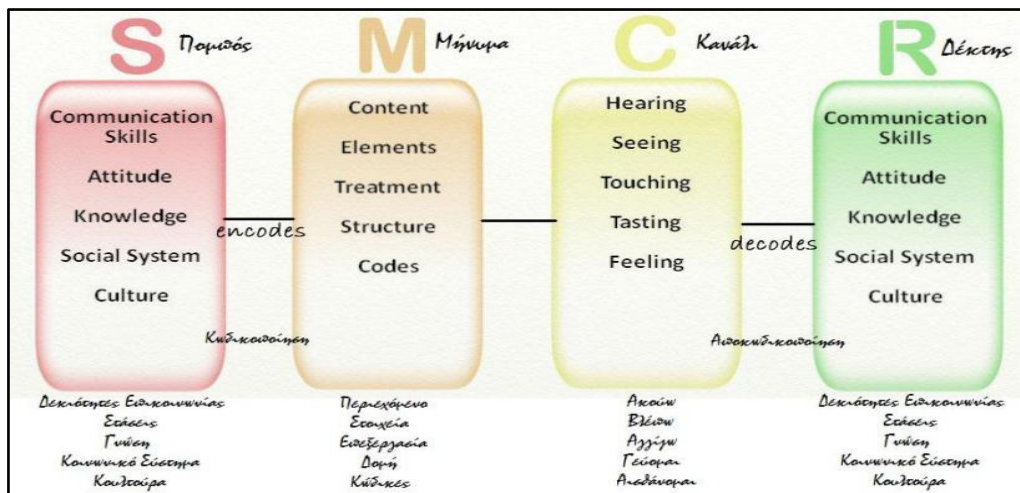 S Πομπός
M Μήνυμα
C Κανάλι
R Δέκτης
Communication
Skills
Attitude
Knowledge
Social System
Culture
encodes
Κωδικοποίηση
Content
Elements
Treatment
Structure
Codes
Hearing
Seeing
Touching
Tasting
Feeling
decodes
Αποκωδικοποίηση
Communication
Skills
Attitude
Knowledge
Social System
Culture
Δεξιότητες Επικοινωνίας
Στάσεις
Γνώση
Κοινωνικό Σύστημα
Κουλτούρα
Περιεχόμενο
Στοιχεία
Επεξεργασία
Δομή
Κώδικες
Ακούω
Βλέπω
Αγγίζω
Γεύομαι
Αισθάνομαι
Δεξιότητες Επικοινωνίας
Στάσεις
Γνώση
Κοινωνικό Σύστημα
Κουλτούρα